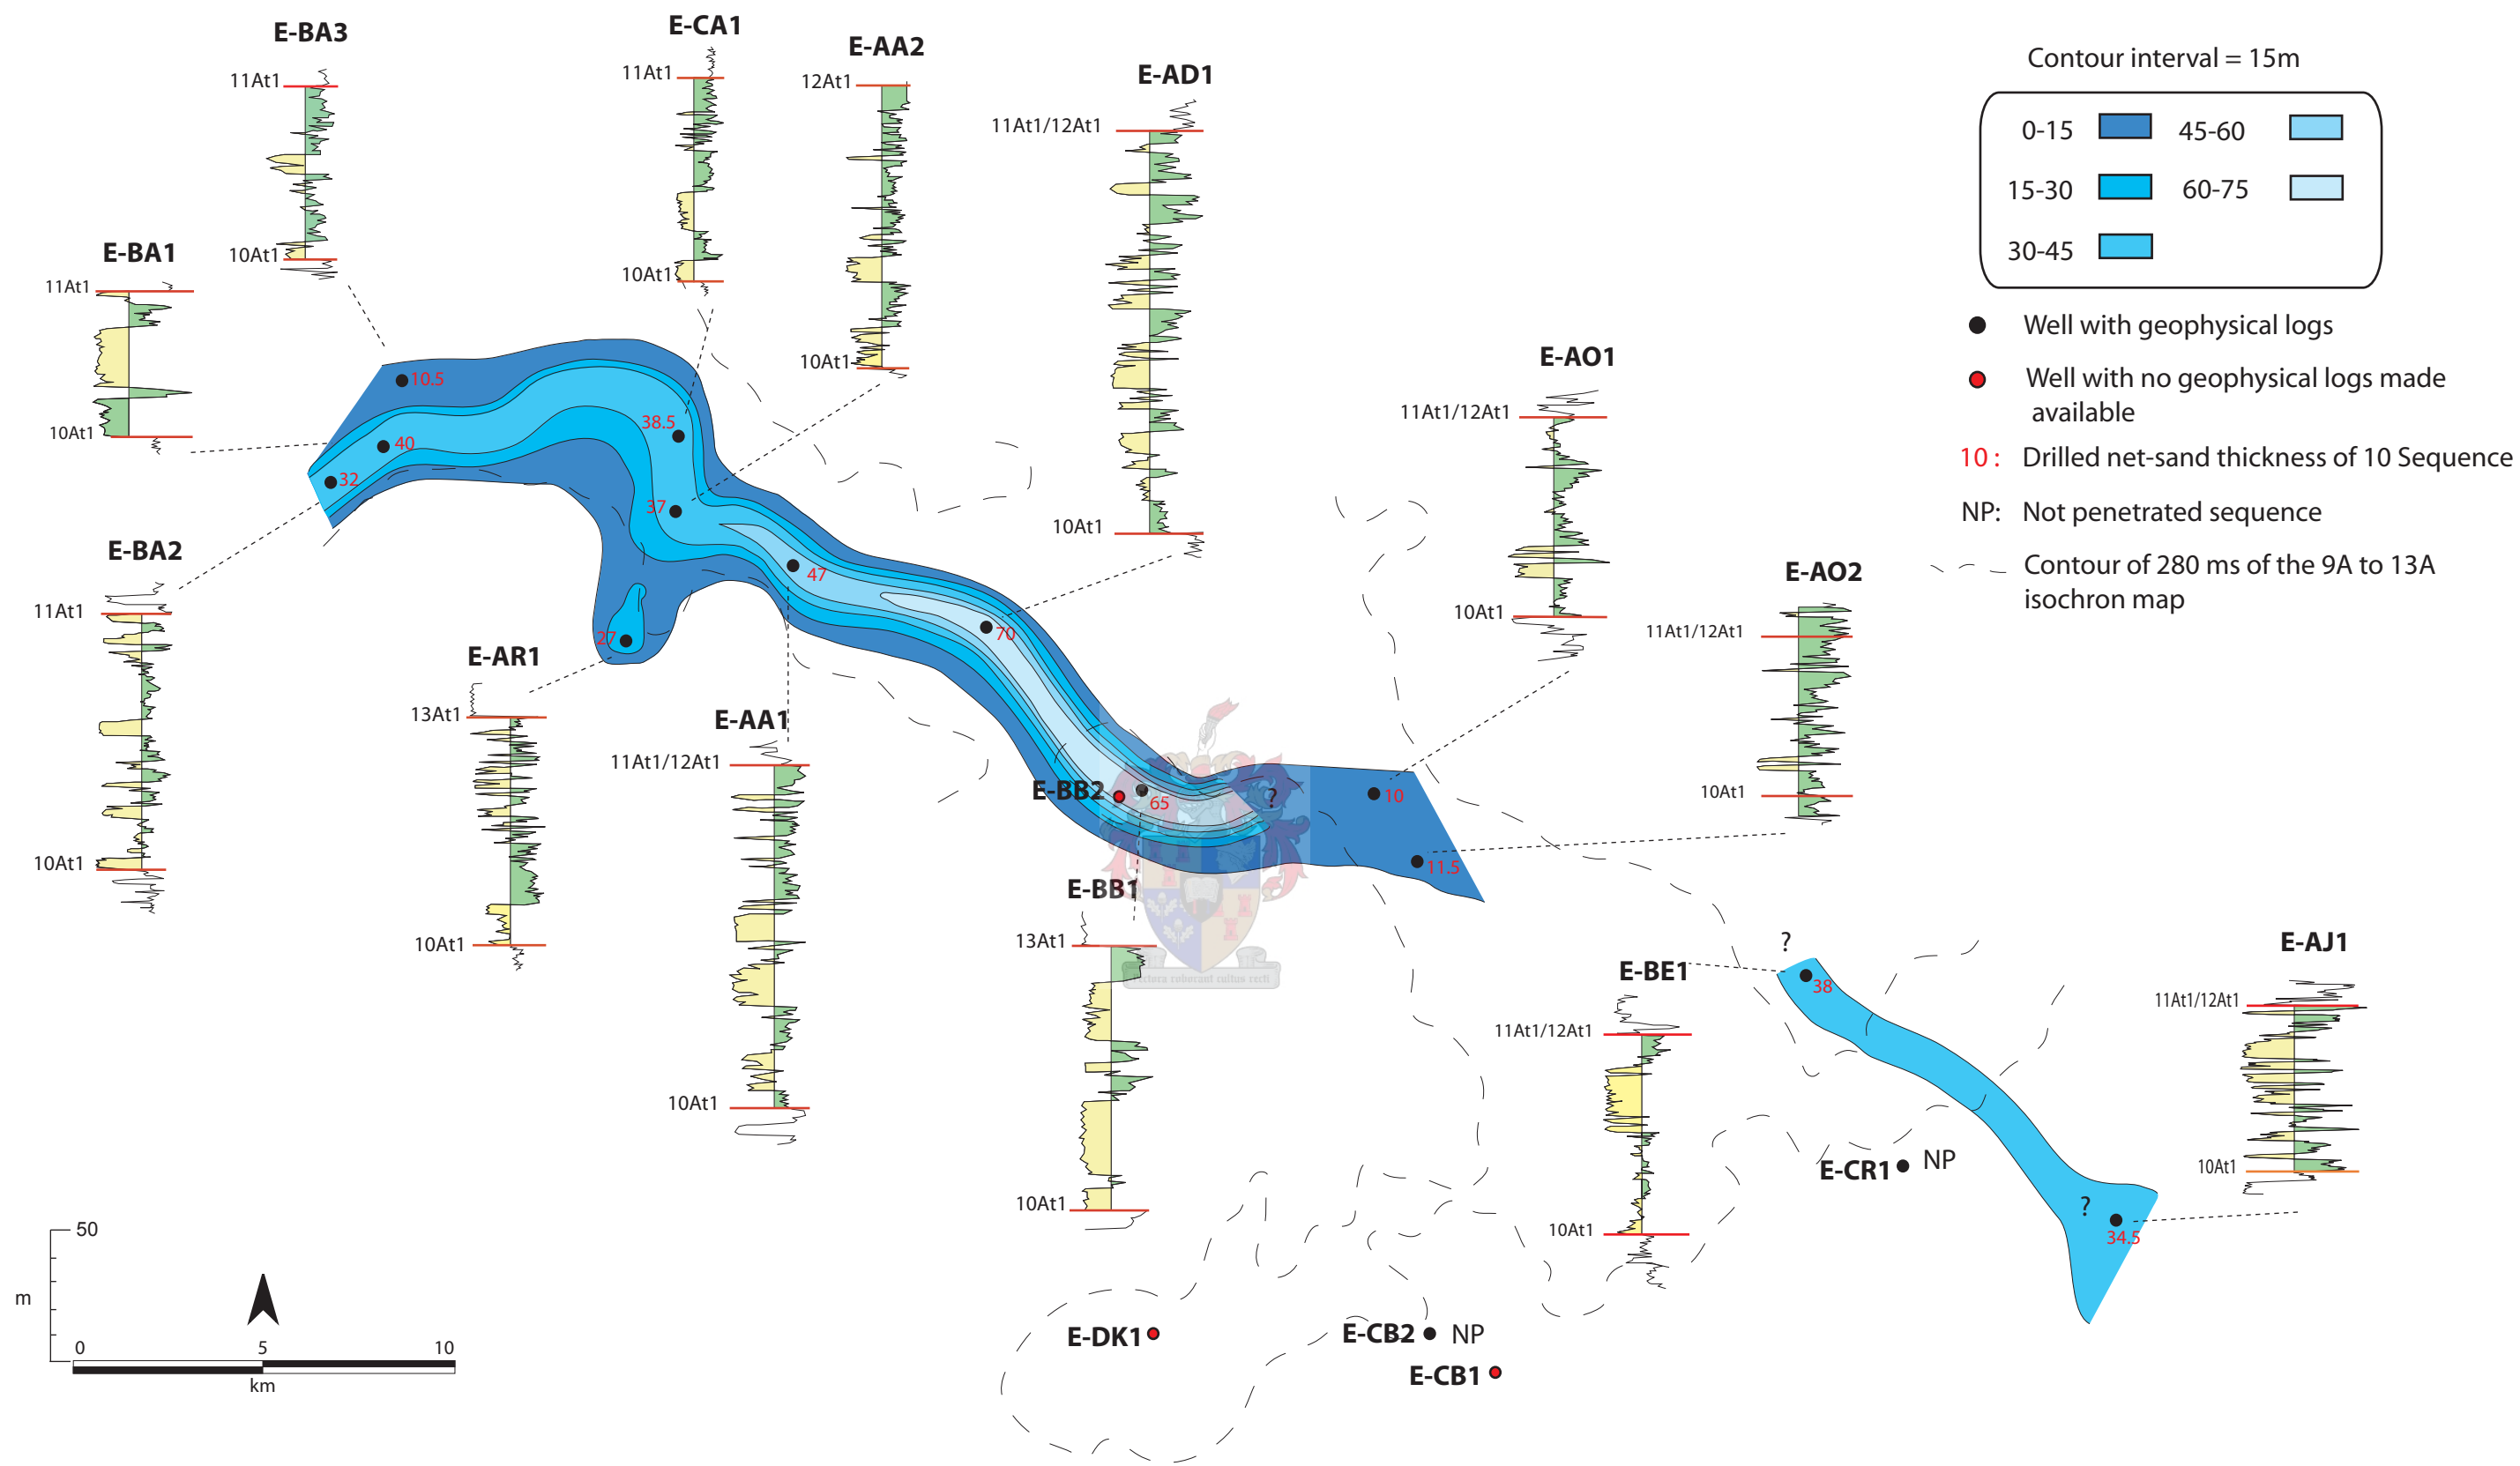 E-BA3
11At1
10At1
E-CA1
11At1
10At1
E-AA2
12At1
10At1
E-AD1
11At1/12At1
10At1
Contour interval = 15m
0-15
45-60
15-30
60-75
30-45
Well with geophysical logs
Well with no geophysical logs made
available
10 : Drilled net-sand thickness of 10 Sequence
NP: Not penetrated sequence
Contour of 280 ms of the 9A to 13A
isochron map
E-BA1
11At1
10At1
E-AO1
11At1/12At1
10At1
E-AO2
11At1/12At1
10At1
10.5
40
32
38.5
37
47
27
70
65
?
10
11.5
E-BA2
11At1
10At1
E-AR1
13At1
10At1
E-AA1
11At1/12At1
10At1
E-BB2
E-BB1
13At1
10At1
Pectora roborant cultus recti
E-BE1
11At1/12At1
10At1
?
38
E-AJ1
11At1/12At1
10At1
E-CR1 NP
?
34.5
E-DK1
E-CB2 NP
E-CB1
50
m
0 5 10
km